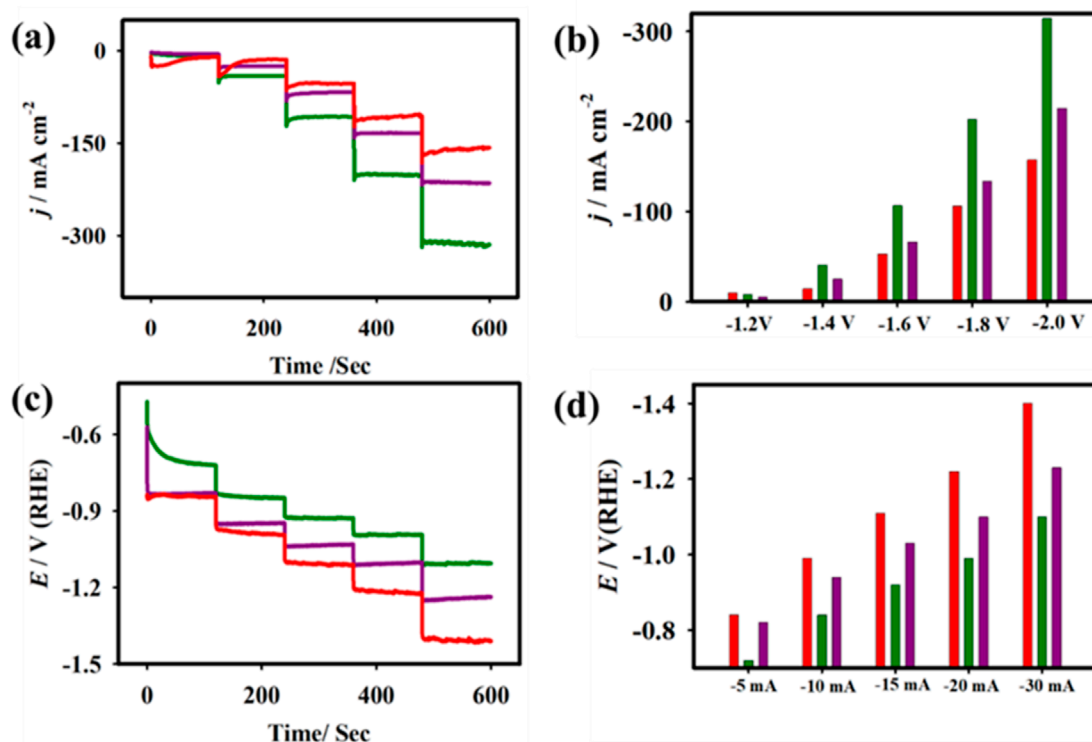 (a)
0
-150
-300
j / mA cm⁻²
0 200 400 600
Time /Sec
(b)
-300
-200
-100
0
j / mA cm⁻²
-1.2V -1.4 V -1.6 V -1.8 V -2.0 V
(c)
-0.6
-0.9
-1.2
-1.5
E / V (RHE)
0 200 400 600
Time/ Sec
(d)
-1.4
-1.2
-1.0
-0.8
E / V(RHE)
-5 mA -10 mA -15 mA -20 mA -30 mA